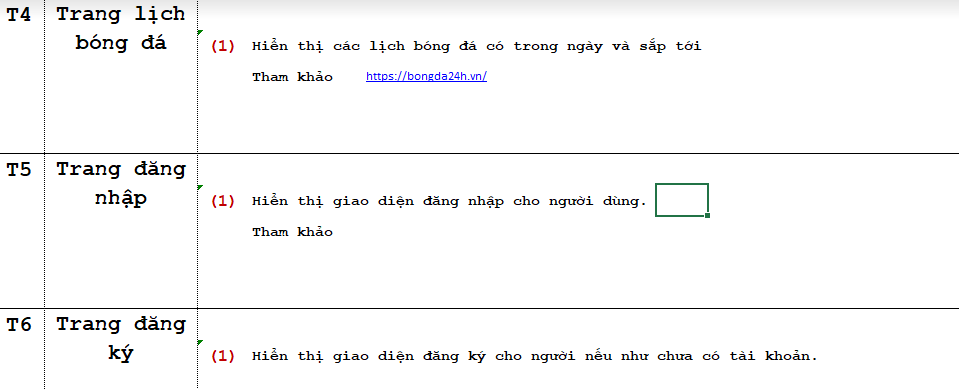 T4
Trang lịch
bóng đá
(1) Hiển thị các lịch bóng đá có trong ngày và sắp tới
Tham khảo https://bongda24h.vn/
T5
Trang đăng
nhập
(1) Hiển thị giao diện đăng nhập cho người dùng.
Tham khảo
T6
Trang đăng
ký
(1) Hiển thị giao diện đăng ký cho người nếu như chưa có tài khoản.